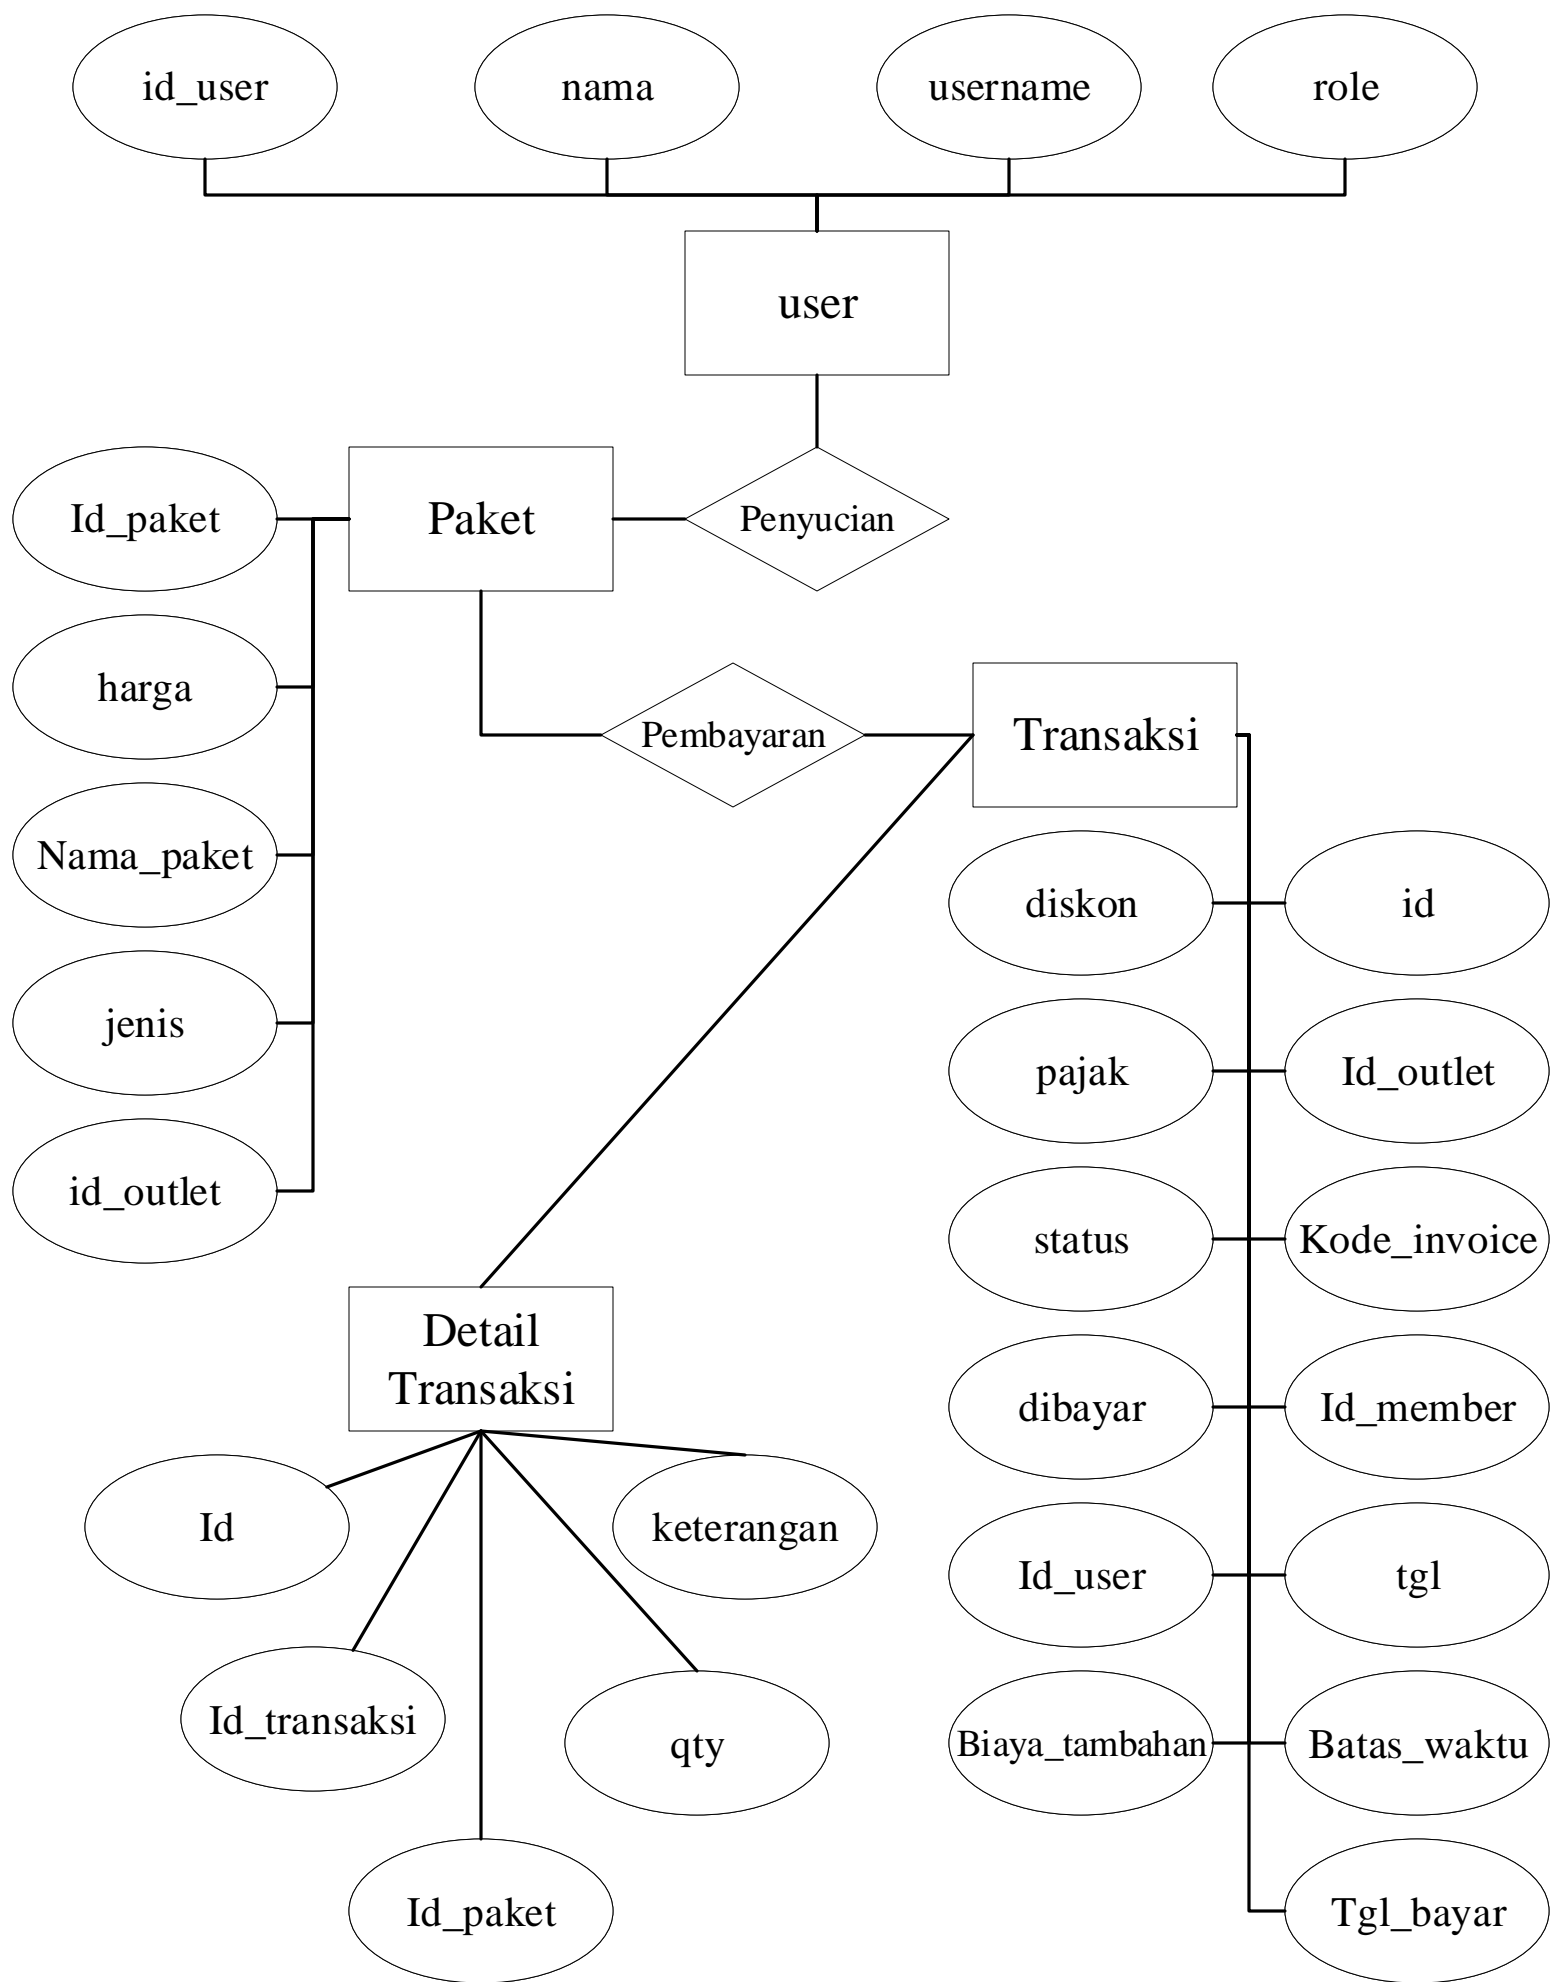 id_user
nama
username
role
user
Id_paket
Paket
Penyucian
harga
Pembayaran
Transaksi
Nama_paket
diskon
id
jenis
pajak
Id_outlet
id_outlet
status
Kode_invoice
Detail
Transaksi
dibayar
Id_member
Id
keterangan
Id_user
tgl
Id_transaksi
qty
Biaya_tambahan
Batas_waktu
Id_paket
Tgl_bayar